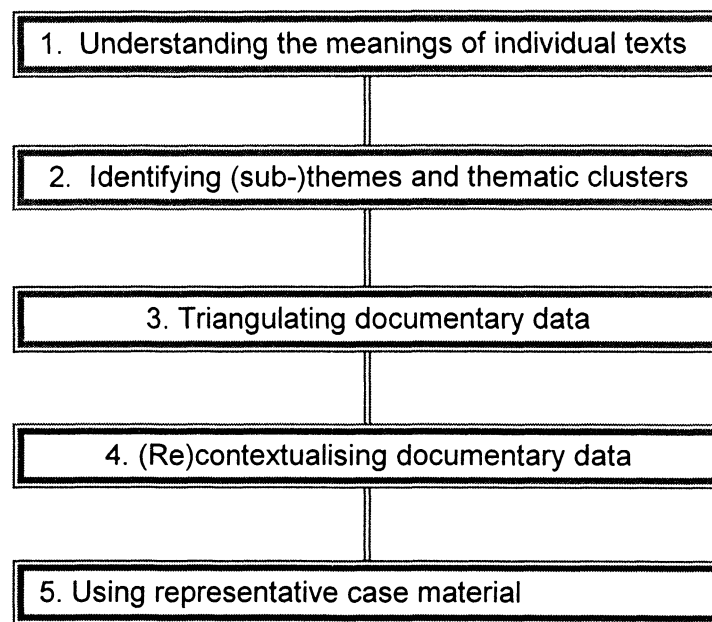 1. Understanding the meanings of individual texts
2. Identifying (sub-)themes and thematic clusters
3. Triangulating documentary data
4. (Re)contextualising documentary data
5. Using representative case material